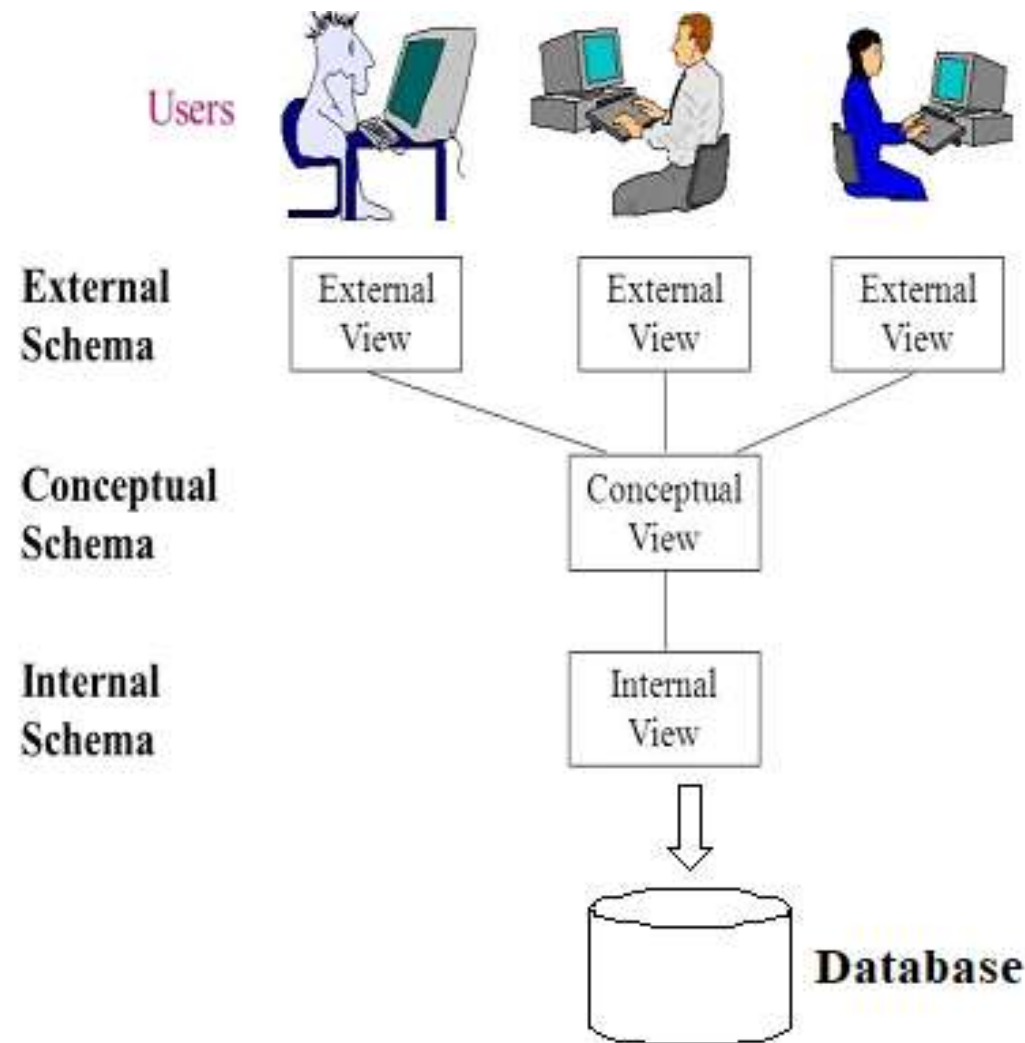 Users
External
Schema
External
View
External
View
External
View
Conceptual
Schema
Conceptual
View
Internal
Schema
Internal
View
Database